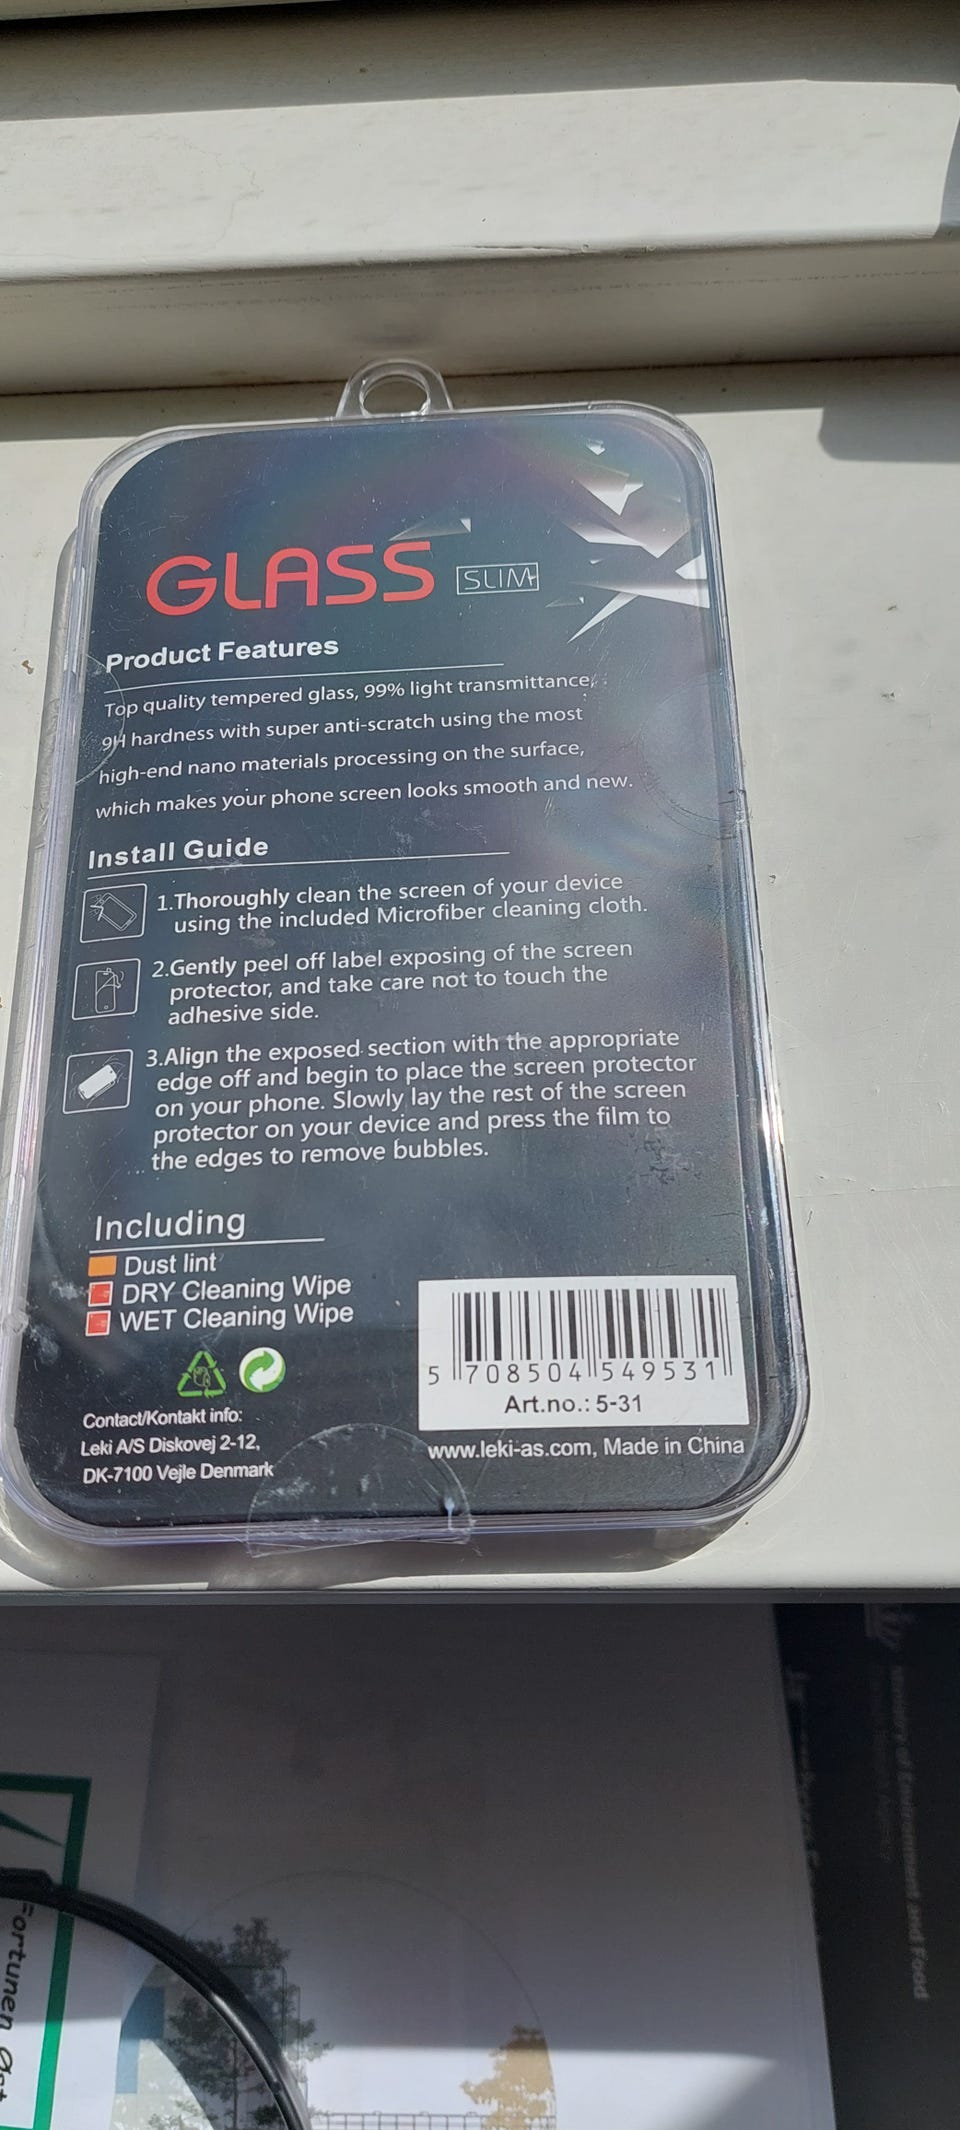 GLASS SLIM+
Product Features
Top quality tempered glass, 99% light transmittance,
9H hardness with super anti-scratch using the most
high-end nano materials processing on the surface,
which makes your phone screen looks smooth and new.
Install Guide
1.Thoroughly clean the screen of your device
using the included Microfiber cleaning cloth.
2.Gently peel off label exposing of the screen
protector, and take care not to touch the
adhesive side.
3.Align the exposed section with the appropriate
edge off and begin to place the screen protector
on your phone. Slowly lay the rest of the screen
protector on your device and press the film to
the edges to remove bubbles.
Including
Dust lint
DRY Cleaning Wipe
WET Cleaning Wipe
5 708504 549531
Art.no.: 5-31
Contact/Kontakt info:
Leki A/S Diskovej 2-12,
DK-7100 Vejle Denmark
www.leki-as.com, Made in China
Fortunen Øst
of Environment and Food